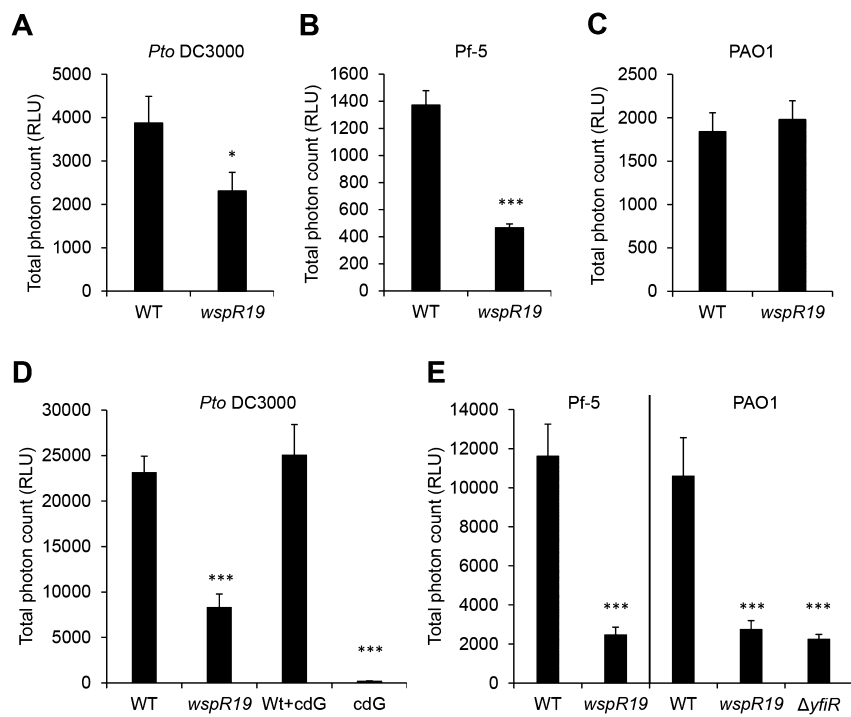 A
Pto DC3000
Total photon count (RLU)
5000
4000
3000
2000
1000
0
*
WT
wspR19
B
Pf-5
Total photon count (RLU)
1600
1400
1200
1000
800
600
400
200
0
***
WT
wspR19
C
PAO1
Total photon count (RLU)
2500
2000
1500
1000
500
0
WT
wspR19
D
Pto DC3000
Total photon count (RLU)
30000
25000
20000
15000
10000
5000
0
***
***
WT
wspR19
Wt+cdG
cdG
E
Pf-5
PAO1
Total photon count (RLU)
14000
12000
10000
8000
6000
4000
2000
0
***
***
***
WT
wspR19
WT
wspR19
ΔyfiR